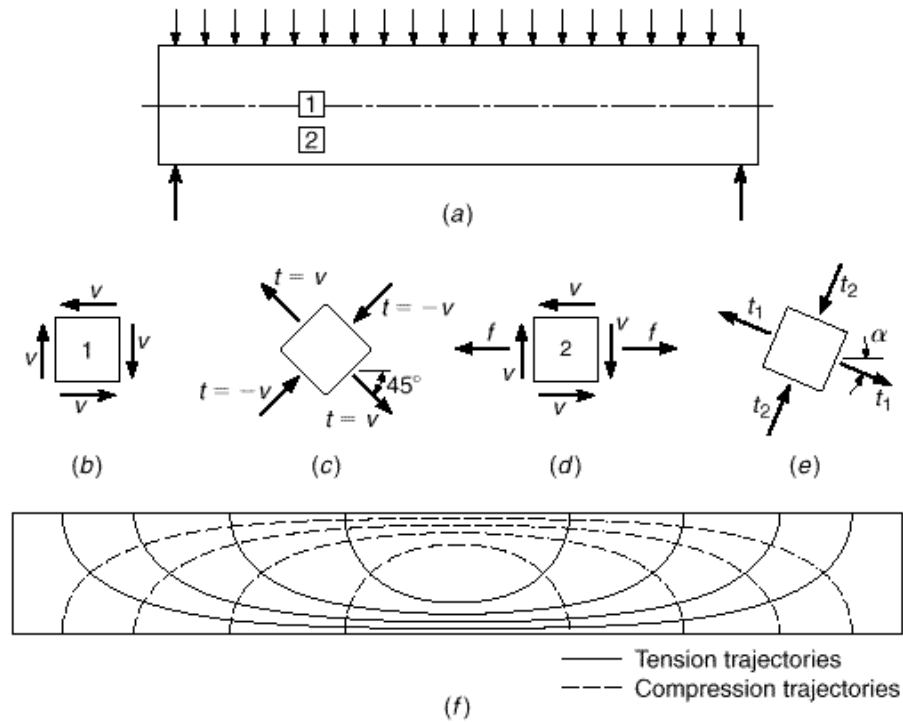 1
2
(a)
v
v
1
v
v
(b)
t = v
t = −v
t = −v
45°
t = v
(c)
v
f
v
2
v
f
v
(d)
t₂
t₁
α
t₁
t₂
(e)
Tension trajectories
Compression trajectories
(f)